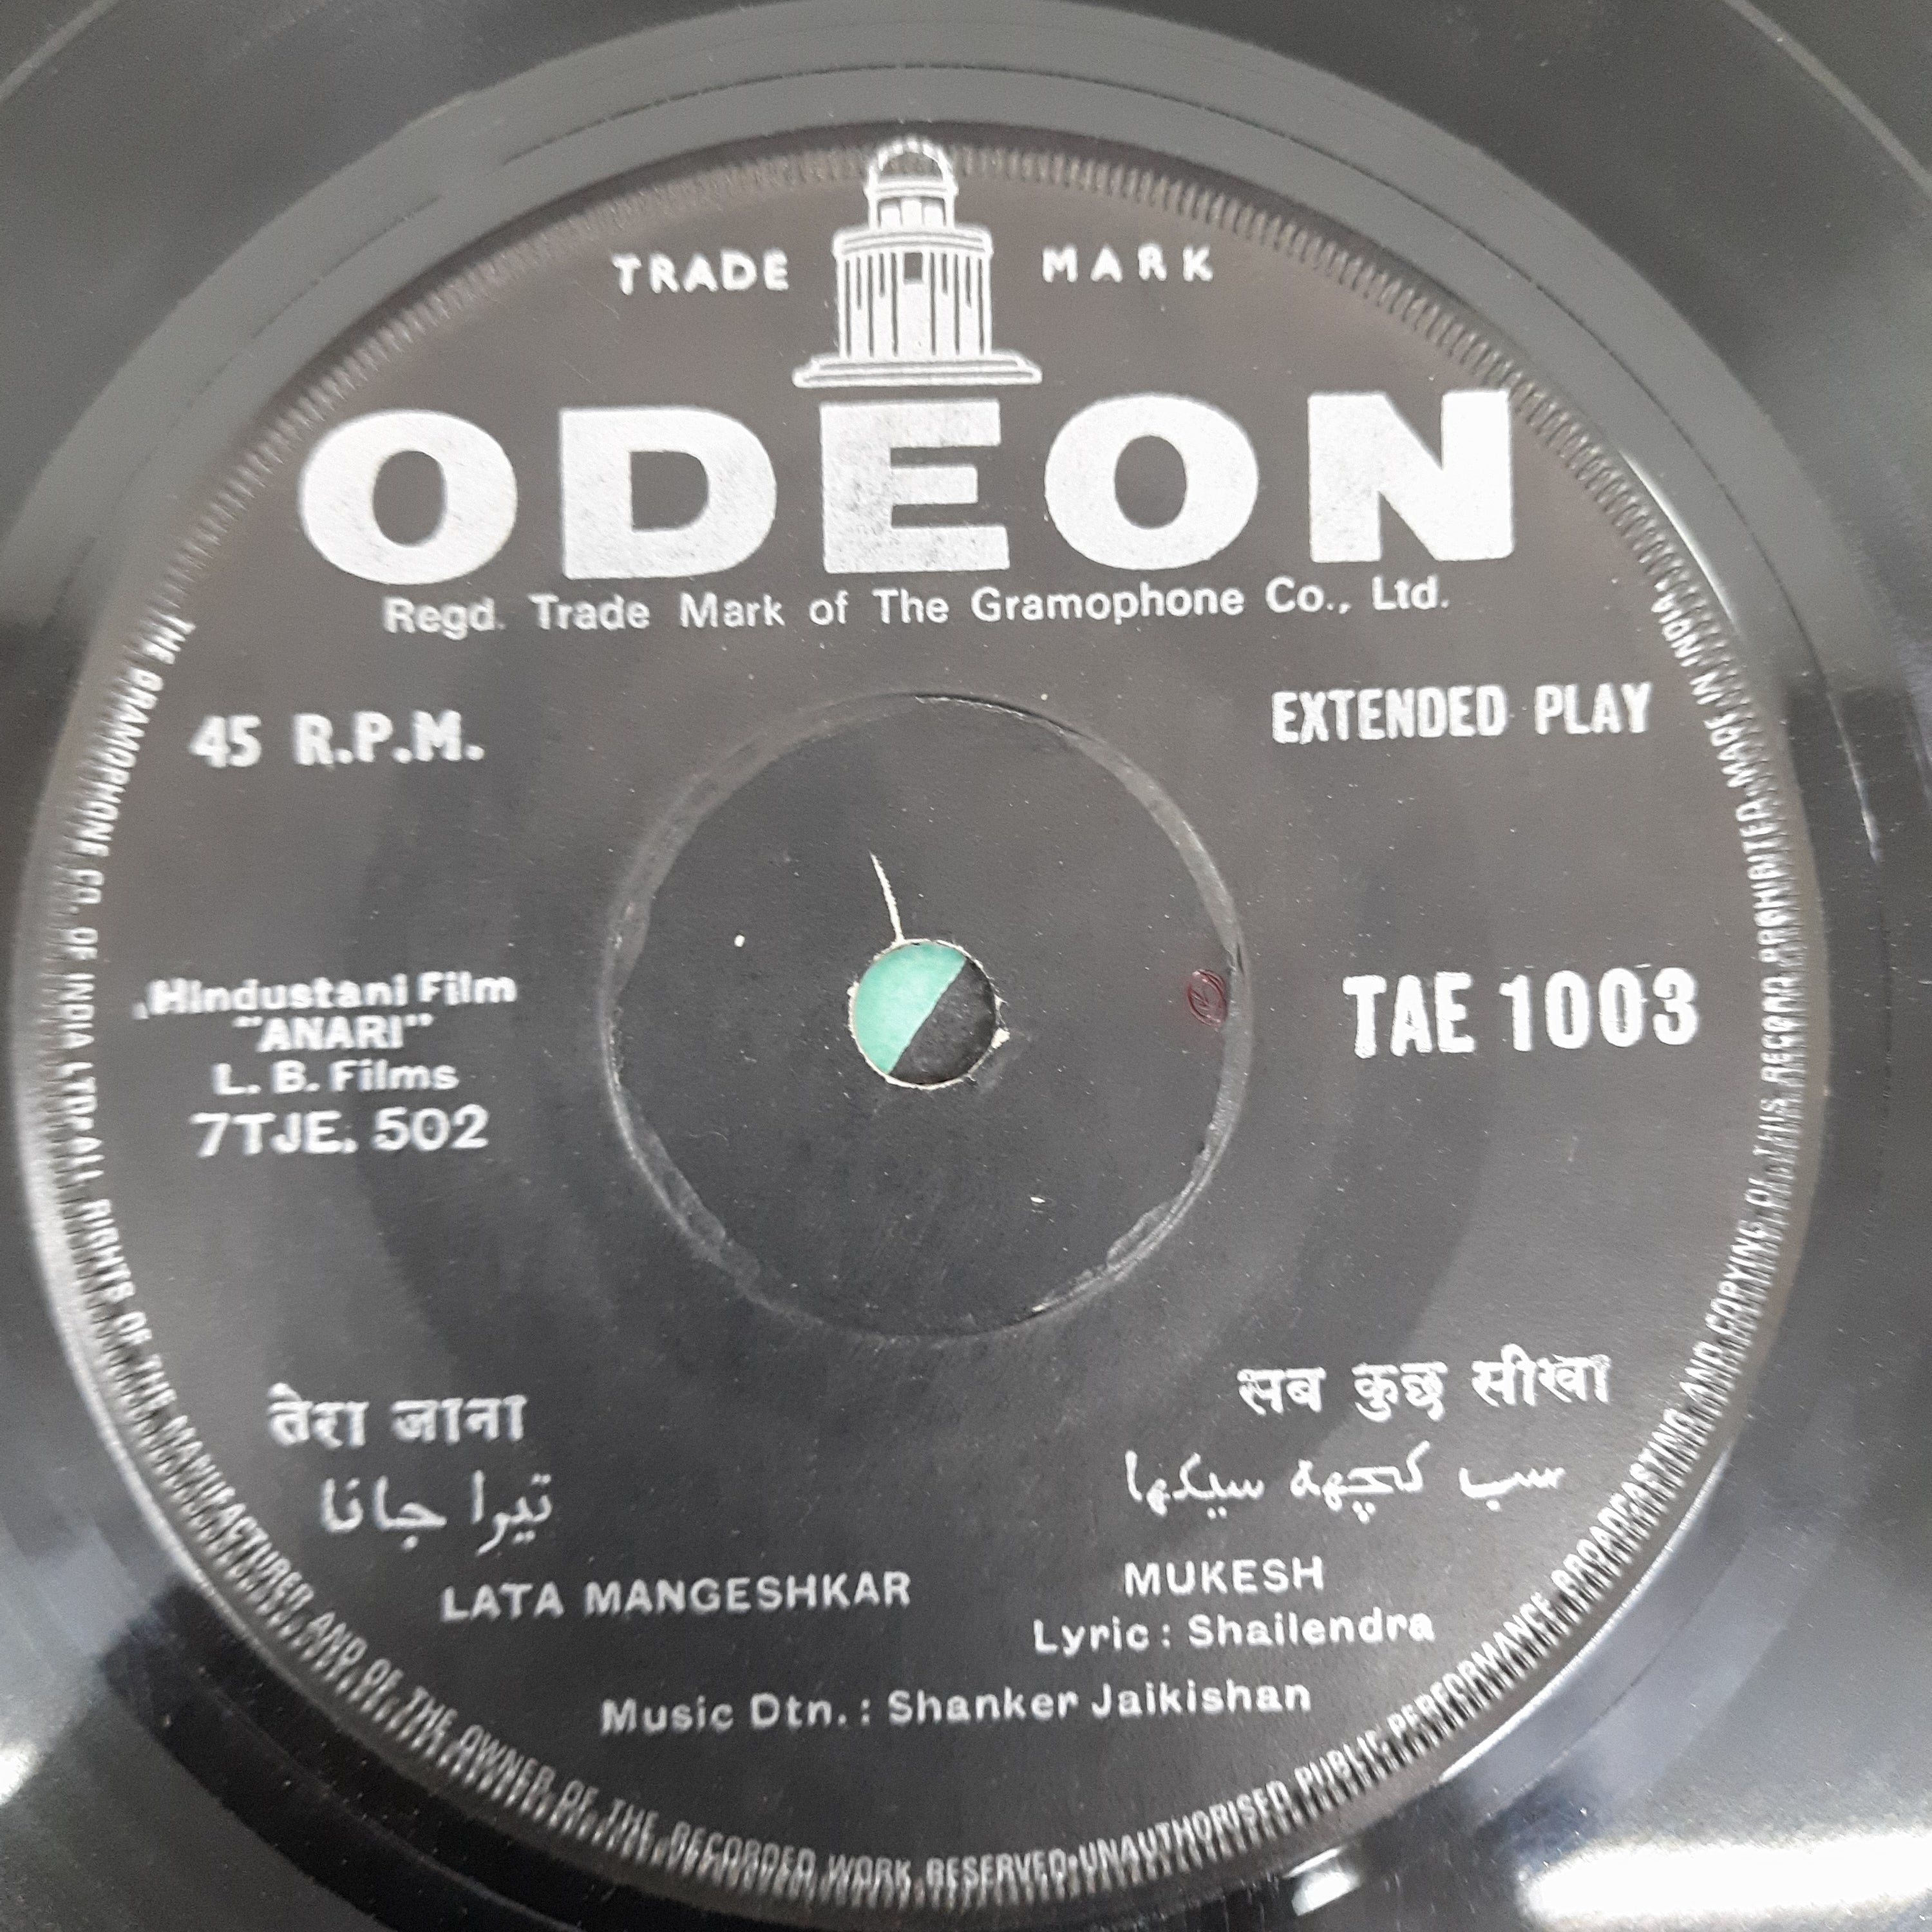 TRADE MARK
ODEON
Regd. Trade Mark of The Gramophone Co., Ltd.
45 R.P.M.
EXTENDED PLAY
Hindustani Film
"ANARI"
L. B. Films
7TJE. 502
TAE 1003
तेरा जाना
تیرا جانا
LATA MANGESHKAR
सब कुछ सीखा
سب کچھہ سیکھا
MUKESH
Lyric : Shailendra
Music Dtn. : Shanker Jaikishan
THE GRAMOPHONE CO. OF INDIA LTD. ALL RIGHTS OF THE MANUFACTURER AND OF THE OWNER OF THE RECORDED WORK RESERVED•UNAUTHORISED PUBLIC PERFORMANCE BROADCASTING AND COPYING OF THIS RECORD PROHIBITED•MADE IN INDIA